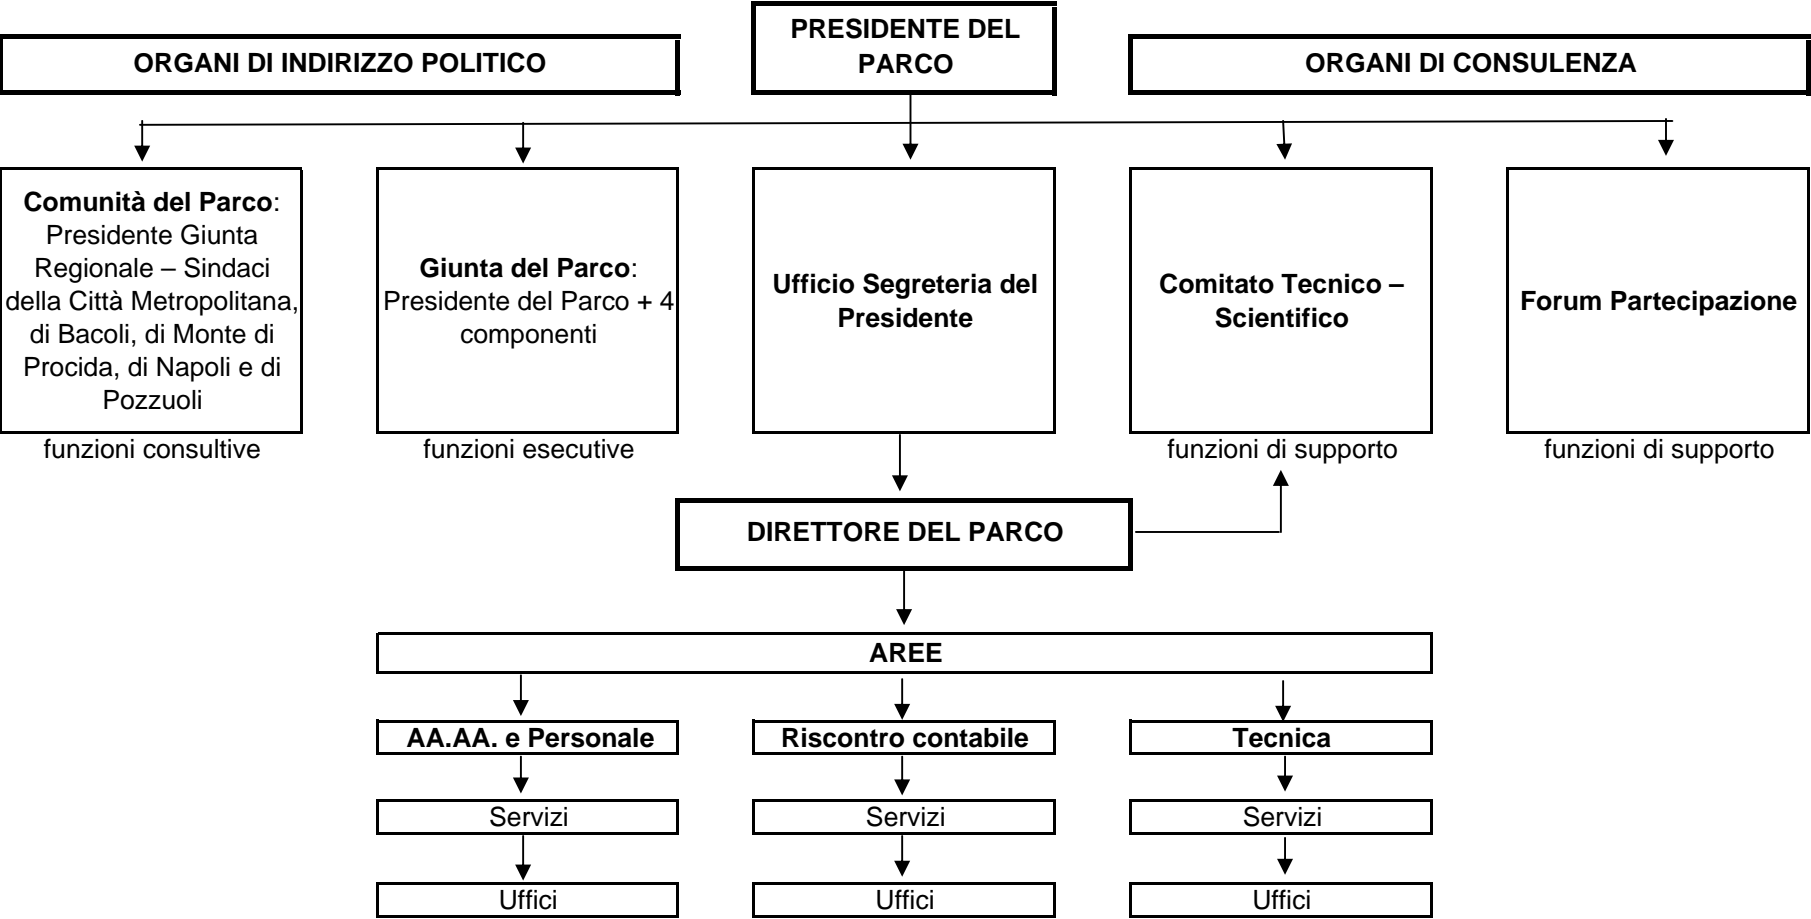 ORGANI DI INDIRIZZO POLITICO
PRESIDENTE DEL
PARCO
ORGANI DI CONSULENZA
Comunità del Parco:
Presidente Giunta
Regionale – Sindaci
della Città Metropolitana,
di Bacoli, di Monte di
Procida, di Napoli e di
Pozzuoli
funzioni consultive
Giunta del Parco:
Presidente del Parco + 4
componenti
funzioni esecutive
Ufficio Segreteria del
Presidente
Comitato Tecnico –
Scientifico
funzioni di supporto
Forum Partecipazione
funzioni di supporto
DIRETTORE DEL PARCO
AREE
AA.AA. e Personale
Riscontro contabile
Tecnica
Servizi
Servizi
Servizi
Uffici
Uffici
Uffici